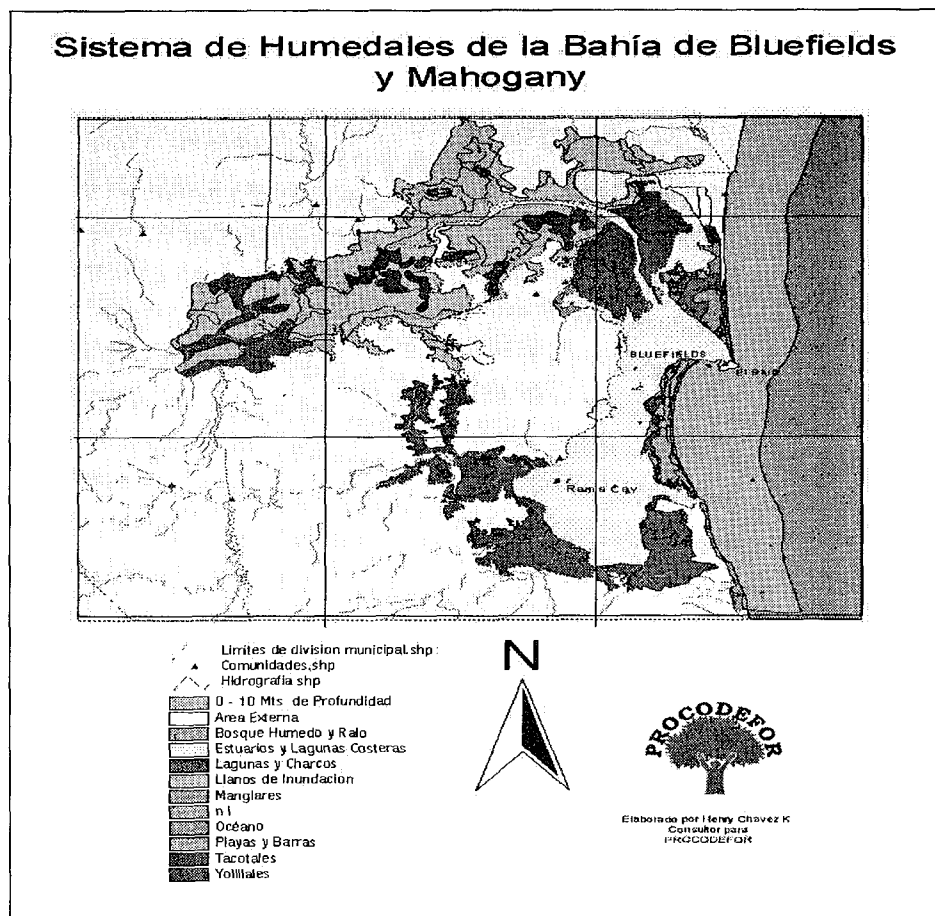 Sistema de Humedales de la Bahía de Bluefields
y Mahogany
BLUEFIELDS
El Bluff
Rama Cay
Limites de division municipal.shp
Comunidades.shp
Hidrografia shp
0 - 10 Mts. de Profundidad
Area Externa
Bosque Humedo y Ralo
Estuarios y Lagunas Costeras
Lagunas y Charcos
Llanos de Inundacion
Manglares
n i
Océano
Playas y Barras
Tacotales
Yolillales
N
PROCODEFOR
Elaborado por Henry Chavez K
Consultor para
PROCODEFOR